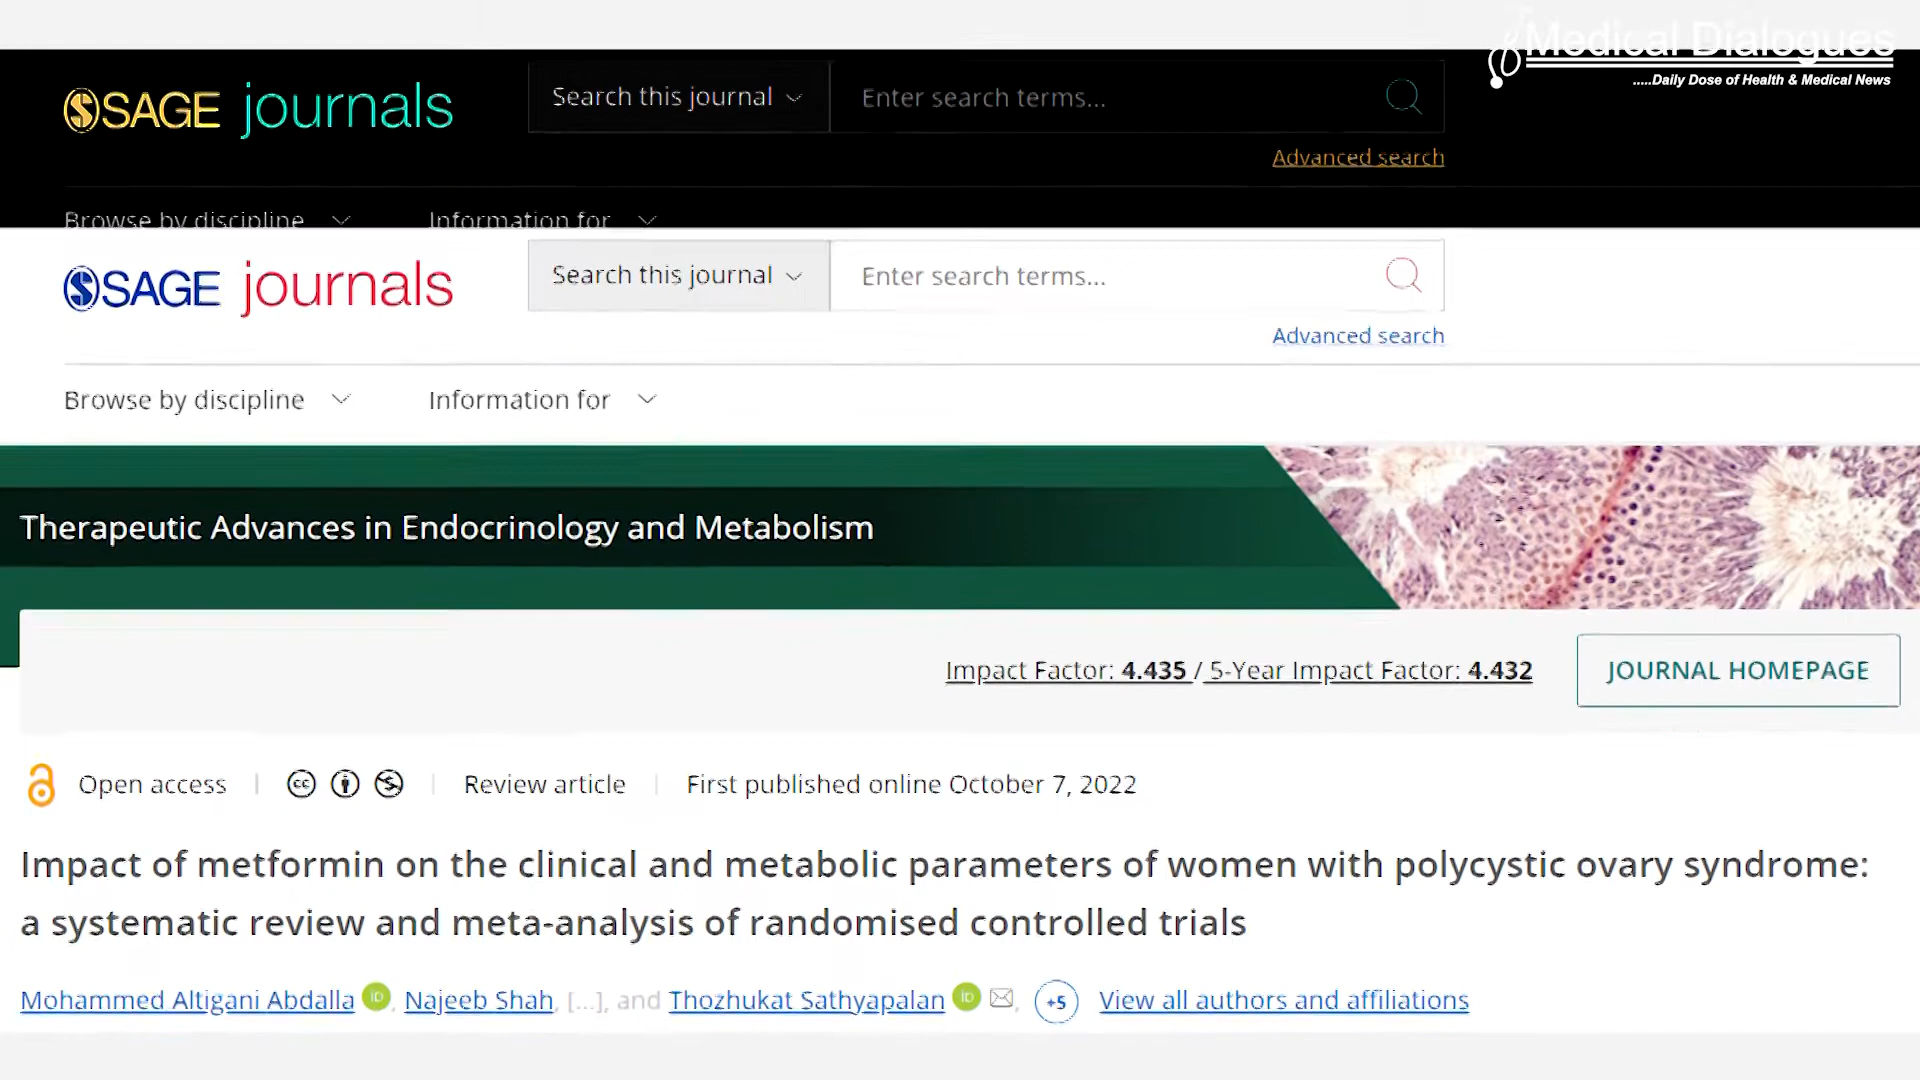 Medical Dialogues
.....Daily Dose of Health & Medical News
SAGE journals
Search this journal
Enter search terms...
Advanced search
Browse by discipline
Information for
SAGE journals
Search this journal
Enter search terms...
Advanced search
Browse by discipline
Information for
Therapeutic Advances in Endocrinology and Metabolism
Impact Factor: 4.435 / 5-Year Impact Factor: 4.432
JOURNAL HOMEPAGE
Open access | cc | Review article | First published online October 7, 2022
Impact of metformin on the clinical and metabolic parameters of women with polycystic ovary syndrome:
a systematic review and meta-analysis of randomised controlled trials
Mohammed Altigani Abdalla iD, Najeeb Shah, [...], and Thozhukat Sathyapalan iD, +5 View all authors and affiliations